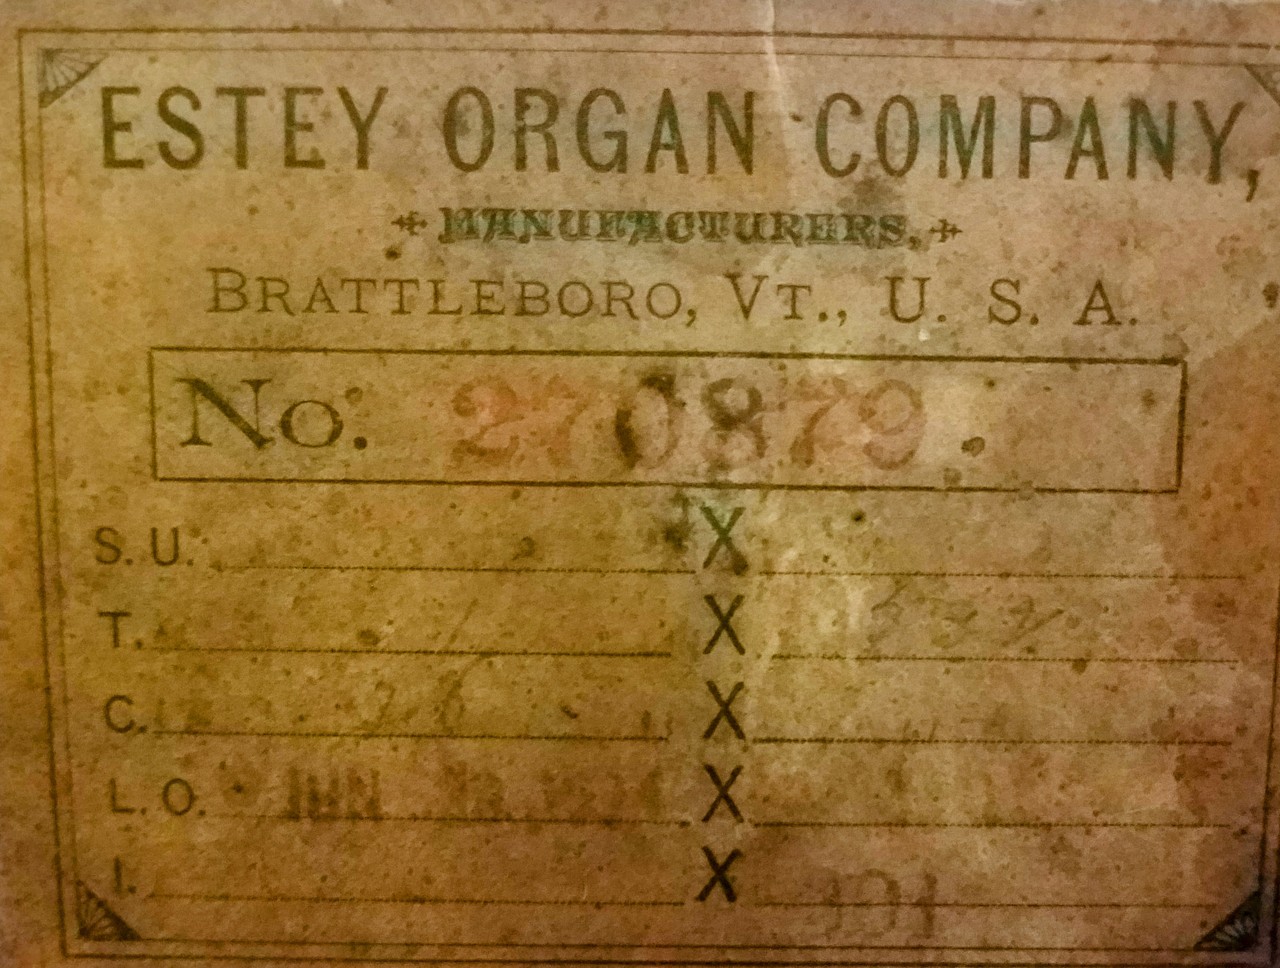 ESTEY ORGAN COMPANY,
MANUFACTURERS,
BRATTLEBORO, VT., U. S. A.
No. 270879
S. U. X
T. X
C. X
L. O. X
I. X